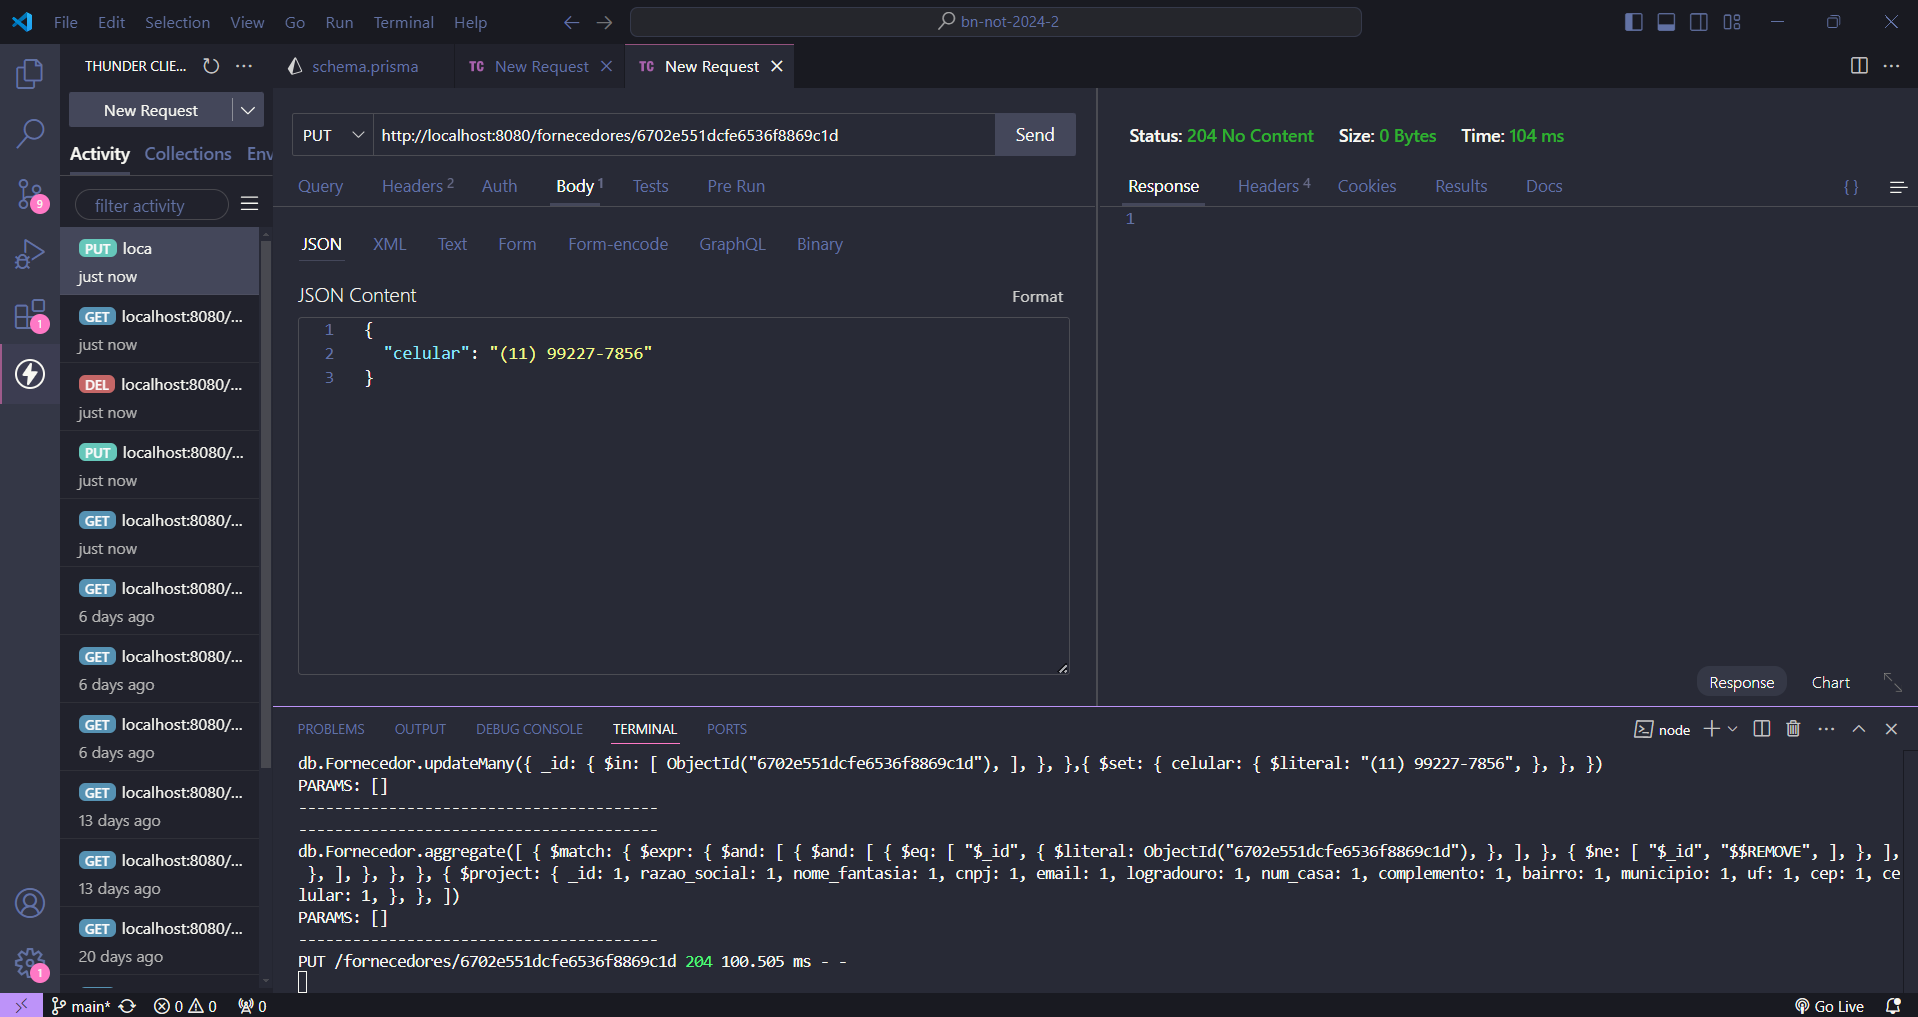 File Edit Selection View Go Run Terminal Help
bn-not-2024-2
THUNDER CLIE...
schema.prisma
TC New Request
TC New Request
New Request
Activity Collections Env
filter activity
PUT loca
just now
GET localhost:8080/...
just now
DEL localhost:8080/...
just now
PUT localhost:8080/...
just now
GET localhost:8080/...
just now
GET localhost:8080/...
6 days ago
GET localhost:8080/...
6 days ago
GET localhost:8080/...
6 days ago
GET localhost:8080/...
13 days ago
GET localhost:8080/...
13 days ago
GET localhost:8080/...
20 days ago
9
1
1
PUT http://localhost:8080/fornecedores/6702e551dcfe6536f8869c1d Send
Query Headers 2 Auth Body 1 Tests Pre Run
JSON XML Text Form Form-encode GraphQL Binary
JSON Content Format
1 {
2 "celular": "(11) 99227-7856"
3 }
Status: 204 No Content Size: 0 Bytes Time: 104 ms
Response Headers 4 Cookies Results Docs { }
1
Response Chart
PROBLEMS OUTPUT DEBUG CONSOLE TERMINAL PORTS
node
db.Fornecedor.updateMany({ _id: { $in: [ ObjectId("6702e551dcfe6536f8869c1d"), ], }, },{ $set: { celular: { $literal: "(11) 99227-7856", }, }, })
PARAMS: []
----------------------------------------
----------------------------------------
db.Fornecedor.aggregate([ { $match: { $expr: { $and: [ { $and: [ { $eq: [ "$_id", { $literal: ObjectId("6702e551dcfe6536f8869c1d"), }, ], }, { $ne: [ "$_id", "$$REMOVE", ], }, ],
}, ], }, }, }, { $project: { _id: 1, razao_social: 1, nome_fantasia: 1, cnpj: 1, email: 1, logradouro: 1, num_casa: 1, complemento: 1, bairro: 1, municipio: 1, uf: 1, cep: 1, ce
lular: 1, }, }, ])
PARAMS: []
----------------------------------------
PUT /fornecedores/6702e551dcfe6536f8869c1d 204 100.505 ms - -
main* 0 0 0
Go Live